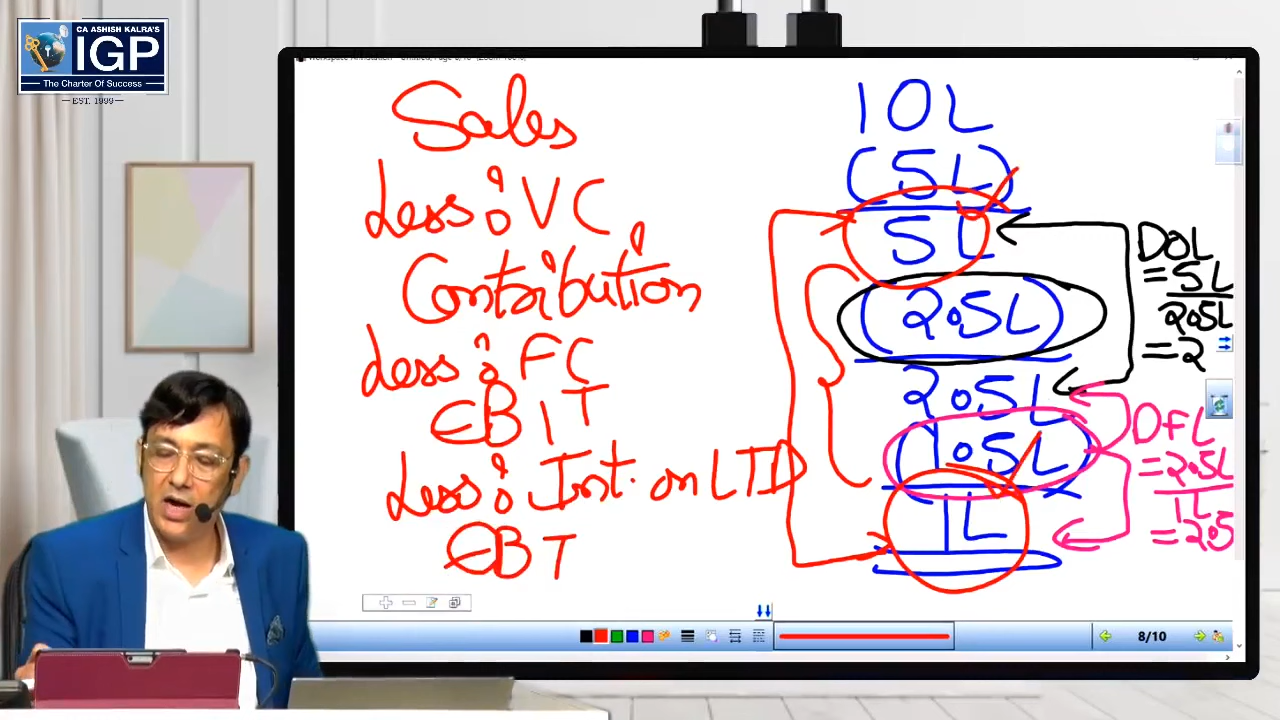 CA ASHISH KALRA'S
IGP
The Charter Of Success
EST. 1999
Sales 10L
Less: VC (5L)
Contribution 5L
Less: FC (2.5L)
EBIT 2.5L
Less: Int. on LTD 1.5L
EBT 1L
DOL
= 5L
2.5L
= 2
DFL
= 2.5L
1L
= 2.5
8/10